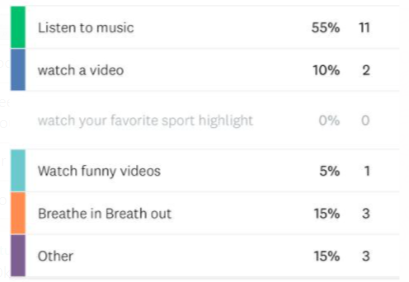 Listen to music 55% 11
watch a video 10% 2
watch your favorite sport highlight 0% 0
Watch funny videos 5% 1
Breathe in Breath out 15% 3
Other 15% 3